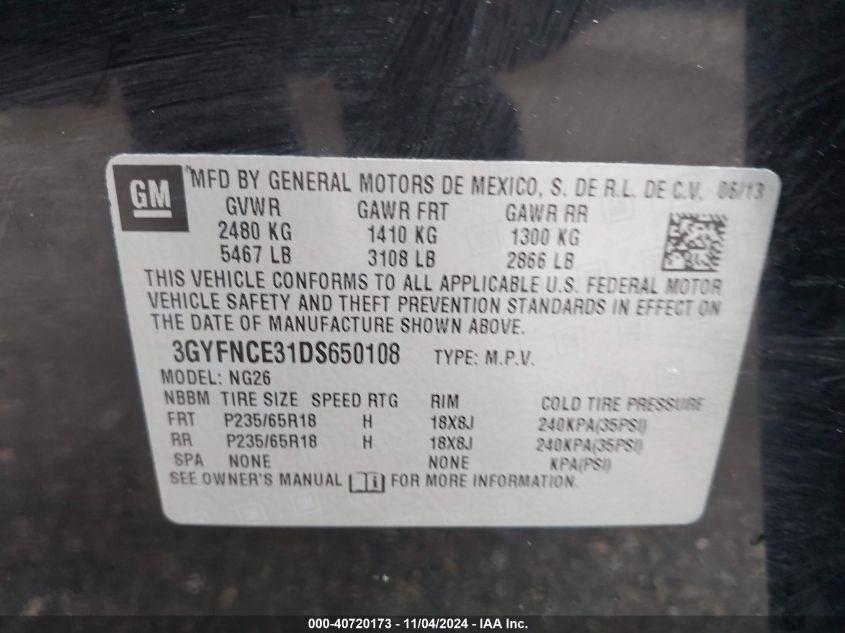 GM
MFD BY GENERAL MOTORS DE MEXICO, S. DE R.L. DE C.V. 06/13
GVWR GAWR FRT GAWR RR
2480 KG 1410 KG 1300 KG
5467 LB 3108 LB 2866 LB
THIS VEHICLE CONFORMS TO ALL APPLICABLE U.S. FEDERAL MOTOR
VEHICLE SAFETY AND THEFT PREVENTION STANDARDS IN EFFECT ON
THE DATE OF MANUFACTURE SHOWN ABOVE.
3GYFNCE31DS650108 TYPE: M.P.V.
MODEL: NG26
NBBM TIRE SIZE SPEED RTG RIM COLD TIRE PRESSURE
FRT P235/65R18 H 18X8J 240KPA(35PSI)
RR P235/65R18 H 18X8J 240KPA(35PSI)
SPA NONE NONE KPA(PSI)
SEE OWNER'S MANUAL i FOR MORE INFORMATION.
000-40720173 - 11/04/2024 - IAA Inc.